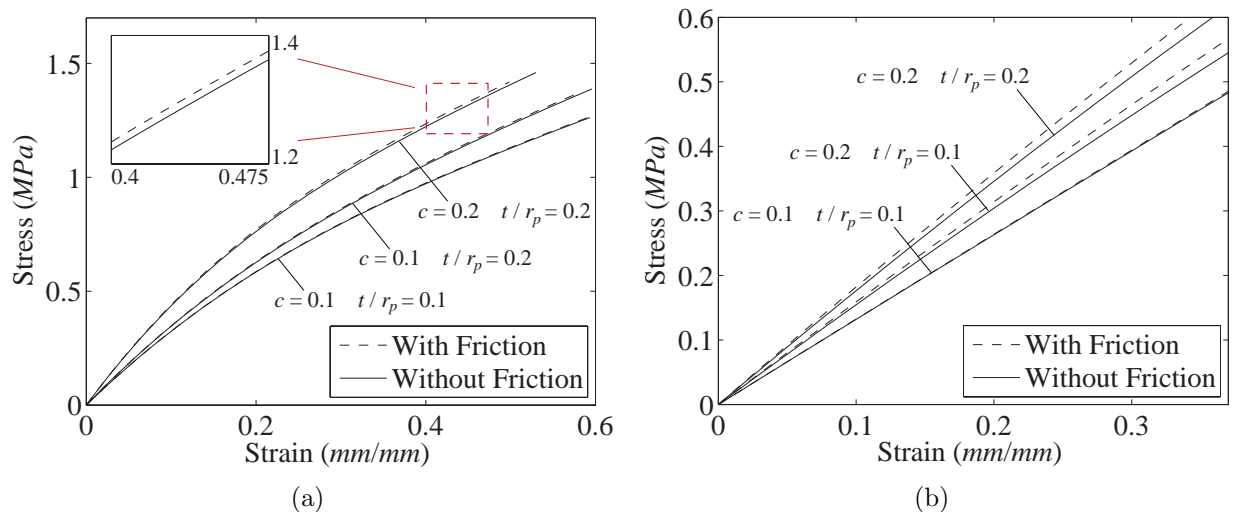 1.5
1
0.5
0
Stress (MPa)
1.4
1.2
0.4 0.475
c = 0.2 t / r_p = 0.2
c = 0.1 t / r_p = 0.2
c = 0.1 t / r_p = 0.1
With Friction
Without Friction
0 0.2 0.4 0.6
Strain (mm/mm)
(a)
0.6
0.5
0.4
0.3
0.2
0.1
0
Stress (MPa)
c = 0.2 t / r_p = 0.2
c = 0.2 t / r_p = 0.1
c = 0.1 t / r_p = 0.1
With Friction
Without Friction
0 0.1 0.2 0.3
Strain (mm/mm)
(b)